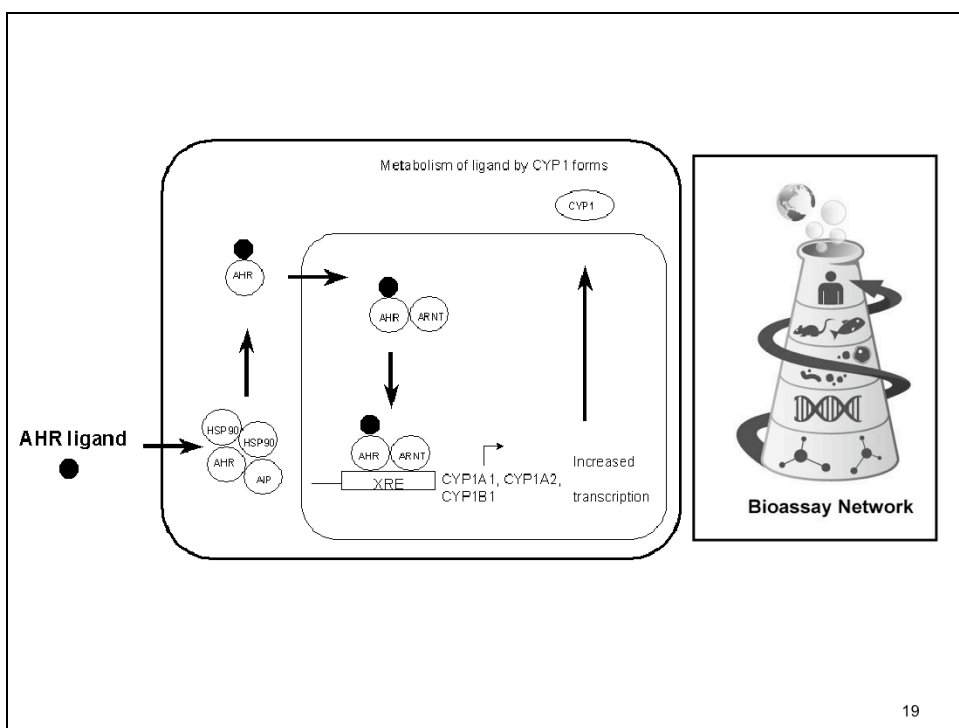 Metabolism of ligand by CYP1 forms
CYP1
AHR
AHR
ARNT
AHR ligand
HSP90
HSP90
AHR
AIP
AHR
ARNT
XRE
CYP1A1, CYP1A2,
CYP1B1
Increased
transcription
Bioassay Network
19